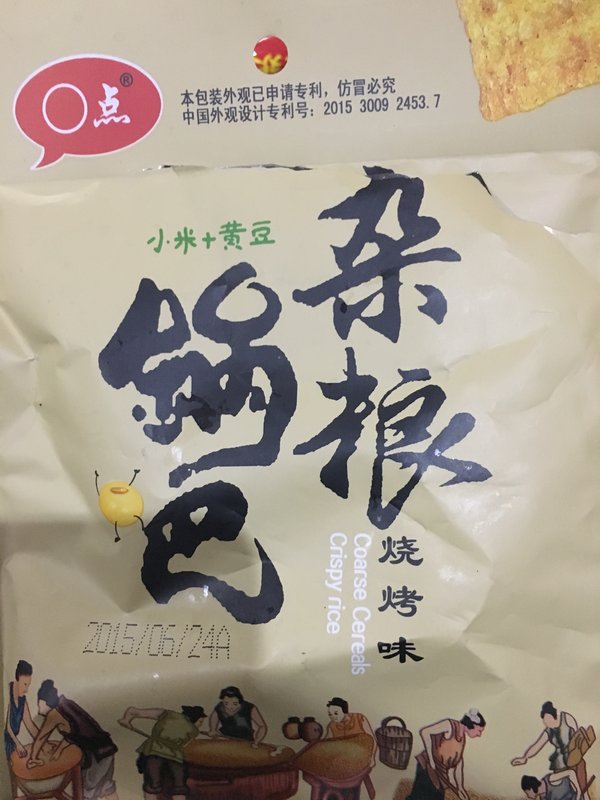 〇点®
本包装外观已申请专利，仿冒必究
中国外观设计专利号：2015 3009 2453.7
小米+黄豆
杂粮
锅巴
烧烤味
Coarse Cereals
Crispy rice
2015/06/24A